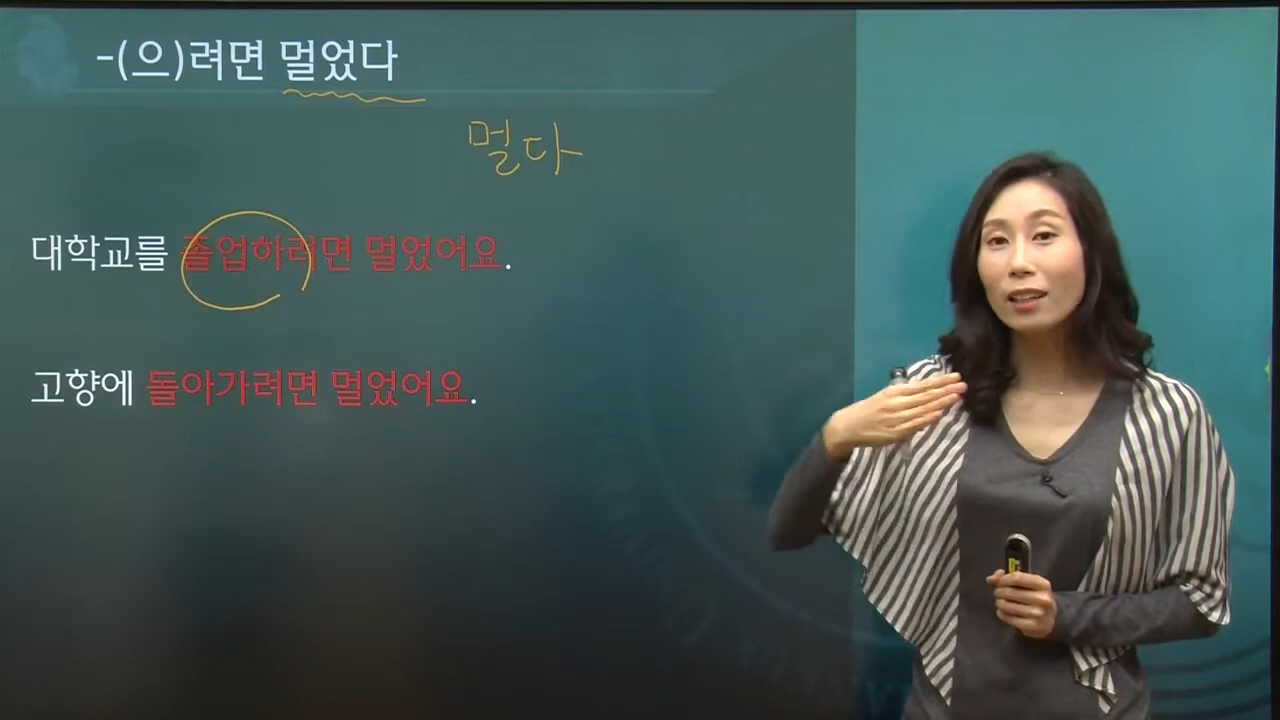 -(으)려면 멀었다
멀다
대학교를 졸업하려면 멀었어요.
고향에 돌아가려면 멀었어요.